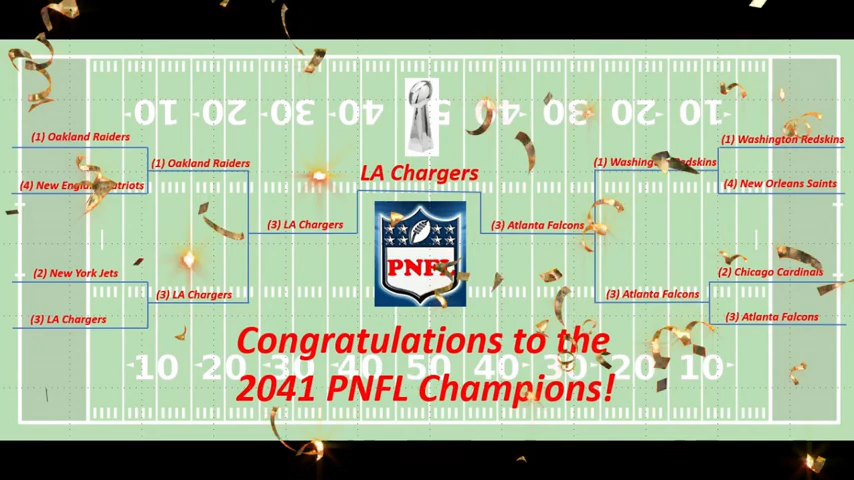 10 20 30 40 5 40 30 20 10
(1) Oakland Raiders
(1) Washington Redskins
(1) Oakland Raiders
(1) Washing edskins
LA Chargers
(4) New England Patriots
(4) New Orleans Saints
(3) LA Chargers
(3) Atlanta Falcons
PNFL
(2) New York Jets
(2) Chicago Cardinals
(3) LA Chargers
(3) Atlanta Falcons
(3) LA Chargers
(3) Atlanta Falcons
Congratulations to the
10 20 30 40 50 40 30 20 10
2041 PNFL Champions!